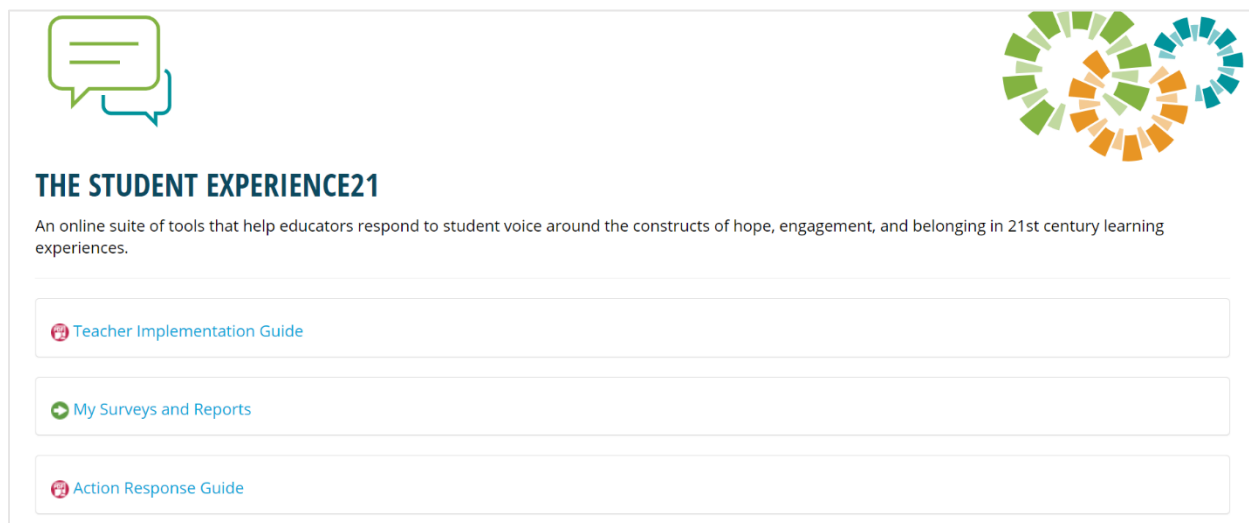 THE STUDENT EXPERIENCE21
An online suite of tools that help educators respond to student voice around the constructs of hope, engagement, and belonging in 21st century learning
experiences.
Teacher Implementation Guide
My Surveys and Reports
Action Response Guide